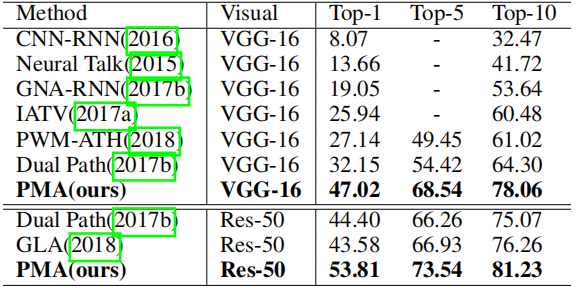 Method Visual Top-1 Top-5 Top-10
CNN-RNN(2016) VGG-16 8.07 - 32.47
Neural Talk(2015) VGG-16 13.66 - 41.72
GNA-RNN(2017b) VGG-16 19.05 - 53.64
IATV(2017a) VGG-16 25.94 - 60.48
PWM-ATH(2018) VGG-16 27.14 49.45 61.02
Dual Path(2017b) VGG-16 32.15 54.42 64.30
PMA(ours) VGG-16 47.02 68.54 78.06
Dual Path(2017b) Res-50 44.40 66.26 75.07
GLA(2018) Res-50 43.58 66.93 76.26
PMA(ours) Res-50 53.81 73.54 81.23